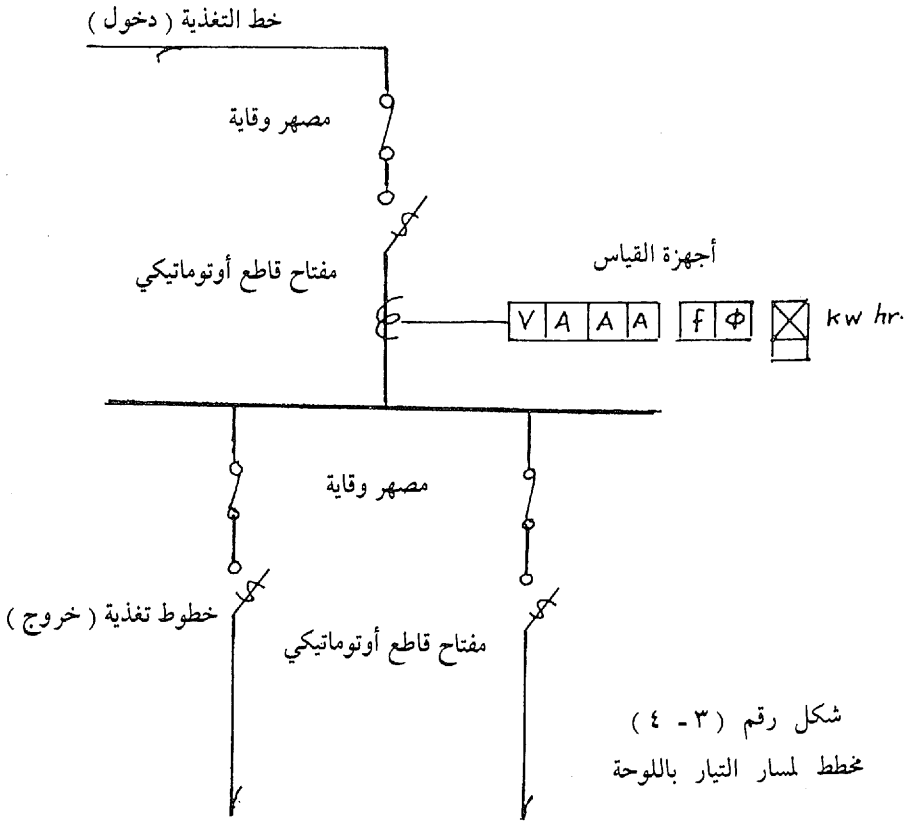 خط التغذية ( دخول )
مصهر وقاية
مفتاح قاطع أوتوماتيكي
أجهزة القياس
V A A A f Φ kw hr.
مصهر وقاية
خطوط تغذية ( خروج )
مفتاح قاطع أوتوماتيكي
شكل رقم ( ٣ - ٤ )
مخطط لمسار التيار باللوحة